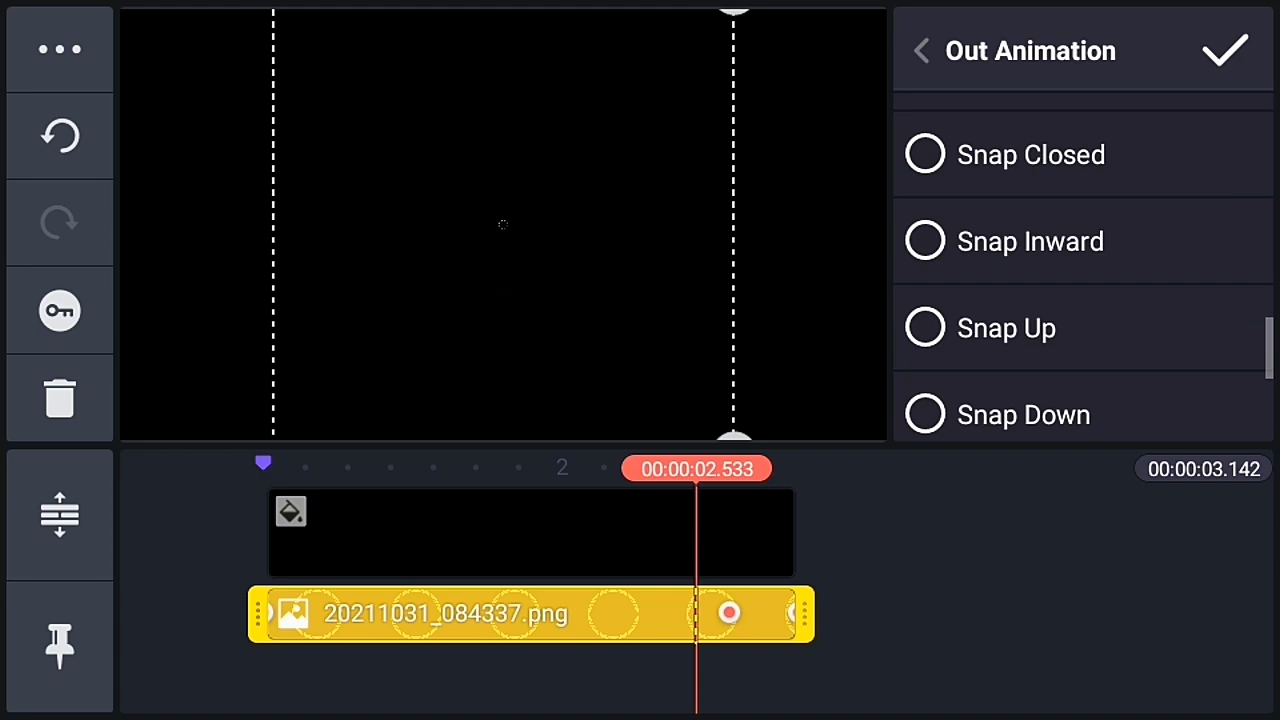 Out Animation
Snap Closed
Snap Inward
Snap Up
Snap Down
2
00:00:02.533
00:00:03.142
20211031_084337.png